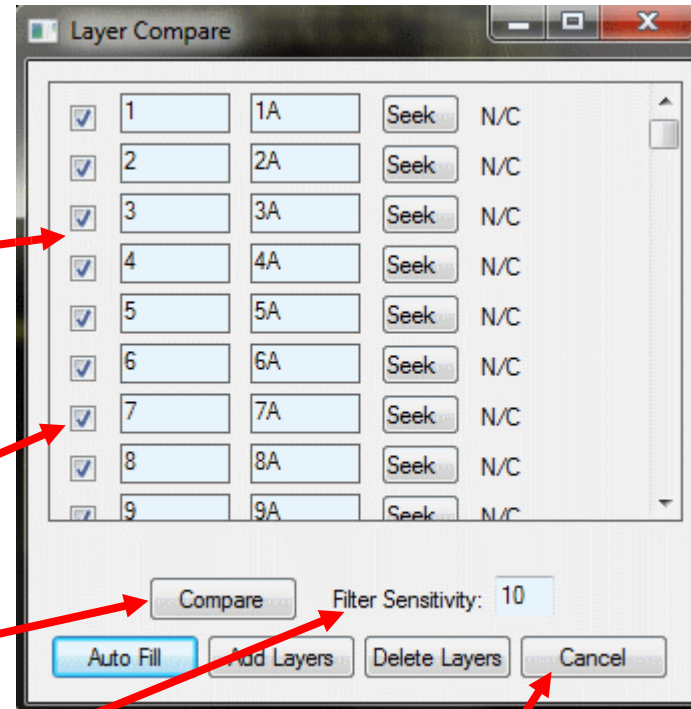 Layer Compare
1 1A Seek N/C
2 2A Seek N/C
3 3A Seek N/C
4 4A Seek N/C
5 5A Seek N/C
6 6A Seek N/C
7 7A Seek N/C
8 8A Seek N/C
9 9A Seek N/C
Compare Filter Sensitivity: 10
Auto Fill Add Layers Delete Layers Cancel